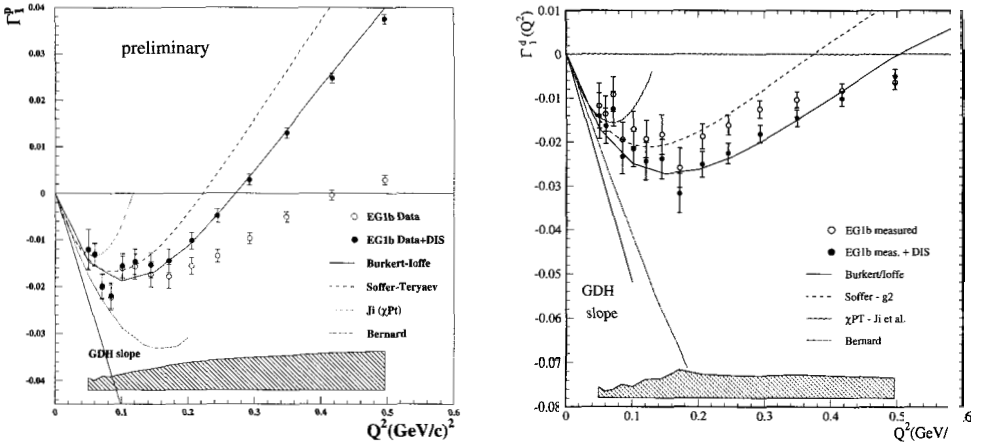 Γ₁ᵖ
0.04
0.02
0.01
0
-0.01
-0.02
-0.03
-0.04
preliminary
EG1b Data
EG1b Data+DIS
Burkert-Ioffe
Soffer-Teryaev
Ji (χPt)
Bernard
GDH slope
0
0.1
0.2
0.3
0.4
0.5
0.6
Q²(GeV/c)²
Γ₁ᵈ (Q²)
0.01
0
-0.01
-0.02
-0.03
-0.04
-0.05
-0.06
-0.07
-0.08
EG1b measured
EG1b meas. + DIS
Burkert/Ioffe
Soffer - g2
χPT - Ji et al.
Bernard
GDH
slope
0
0.1
0.2
0.3
0.4
0.5
.6
Q²(GeV/